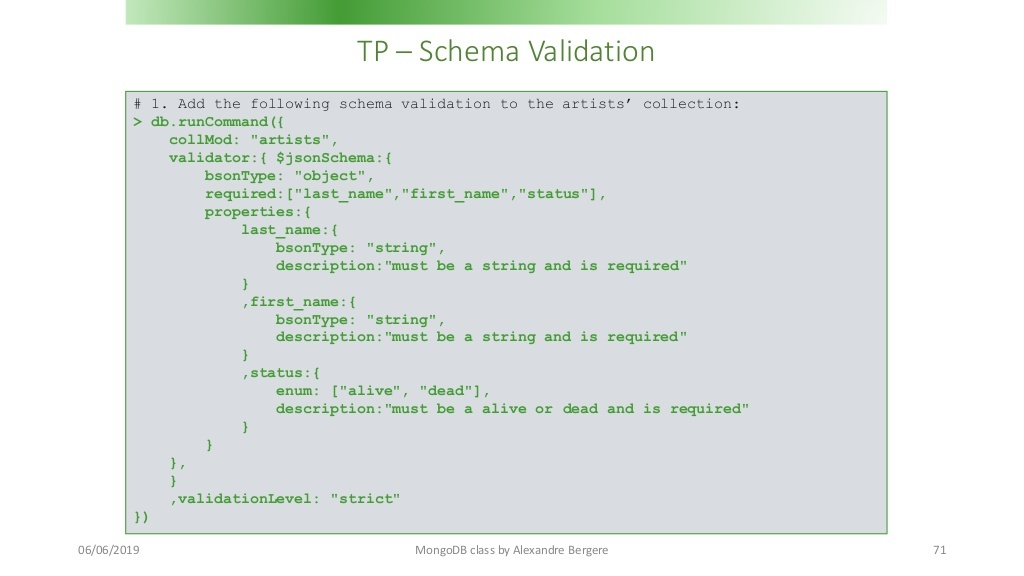 TP – Schema Validation
# 1. Add the following schema validation to the artists’ collection:
> db.runCommand({
    collMod: "artists",
    validator:{ $jsonSchema:{
        bsonType: "object",
        required:["last_name","first_name","status"],
        properties:{
            last_name:{
                bsonType: "string",
                description:"must be a string and is required"
            }
            ,first_name:{
                bsonType: "string",
                description:"must be a string and is required"
            }
            ,status:{
                enum: ["alive", "dead"],
                description:"must be a alive or dead and is required"
            }
        }
    },
    }
    ,validationLevel: "strict"
})
06/06/2019 MongoDB class by Alexandre Bergere 71